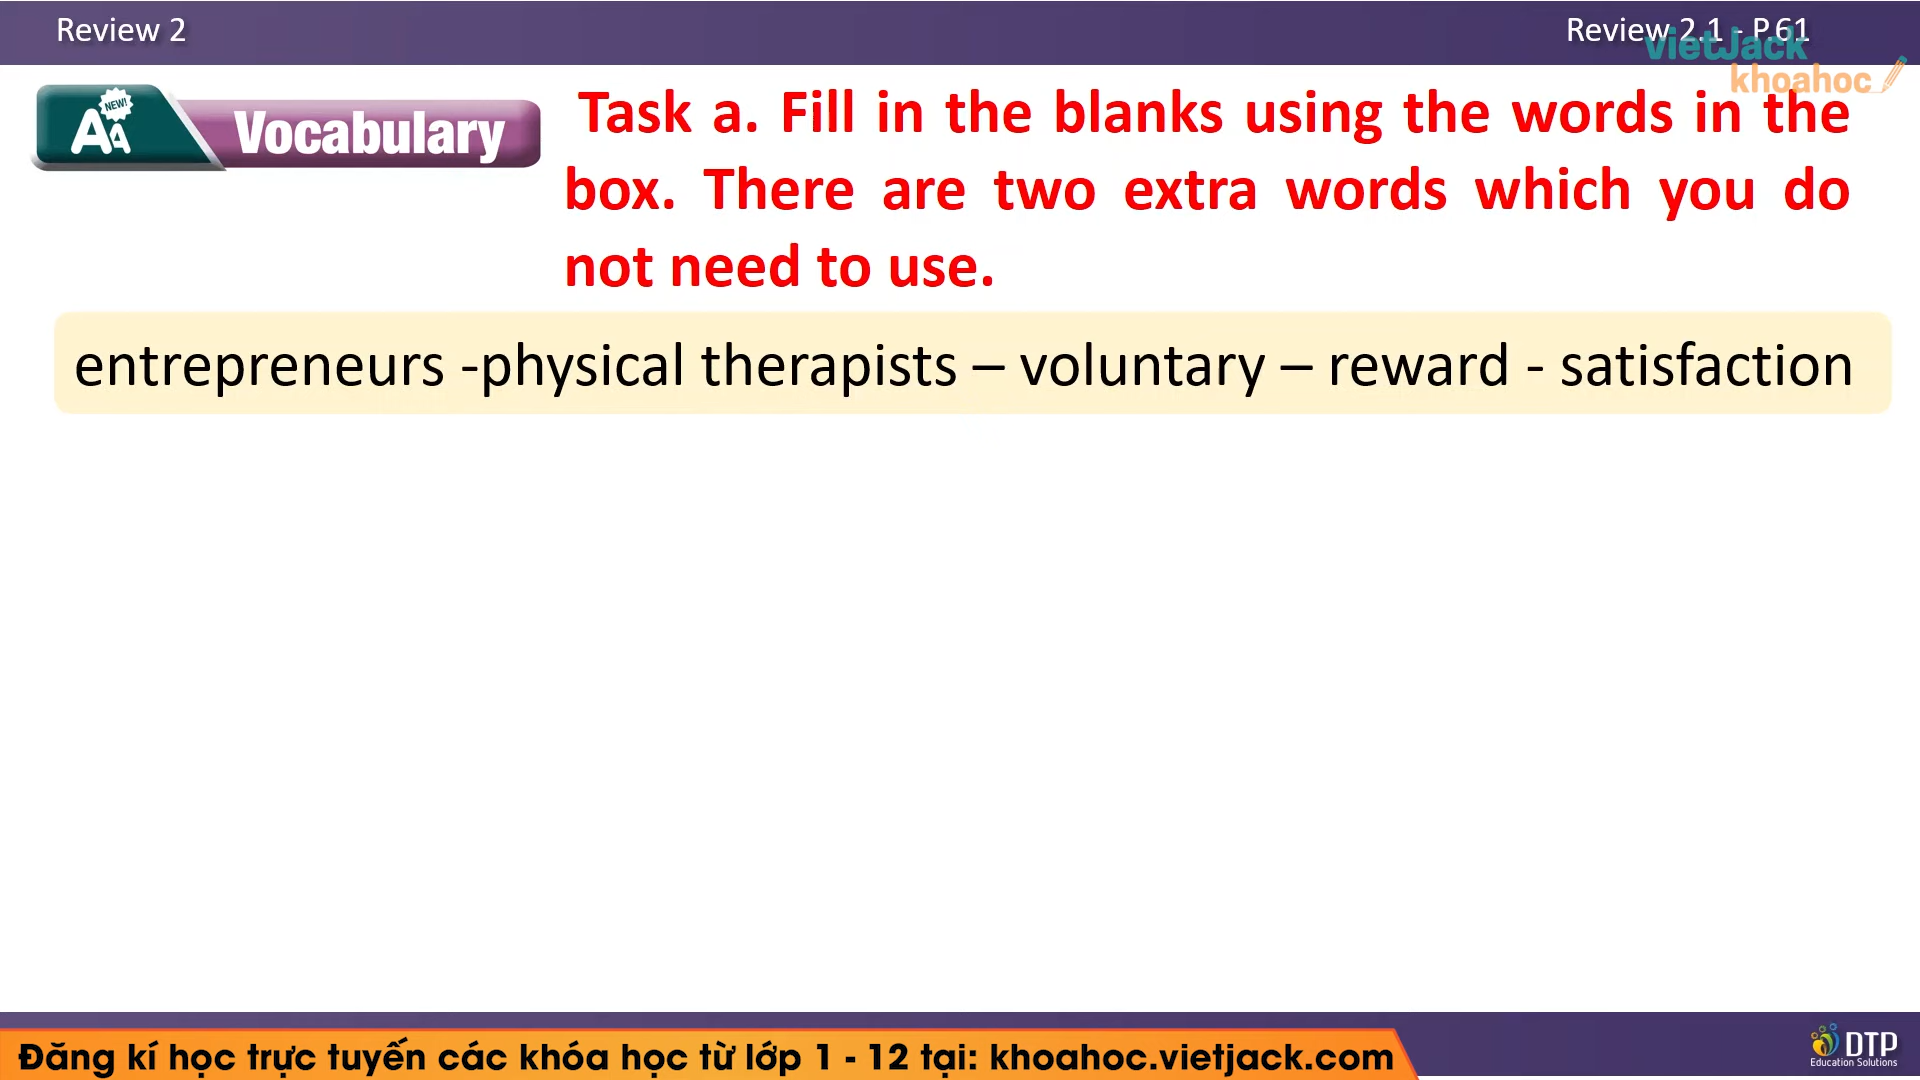 Review 2
Review 2.1 - P.61
vietJack
khoahoc
NEW!
AA
Vocabulary
Task a. Fill in the blanks using the words in the
box. There are two extra words which you do
not need to use.
entrepreneurs -physical therapists – voluntary – reward - satisfaction
Đăng kí học trực tuyến các khóa học từ lớp 1 - 12 tại: khoahoc.vietjack.com
DTP
Education Solutions